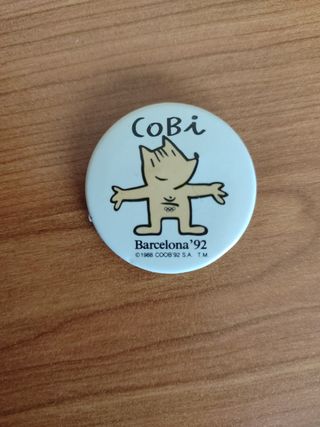 CoBi
Barcelona '92
© 1988 COOB'92 S.A. T.M